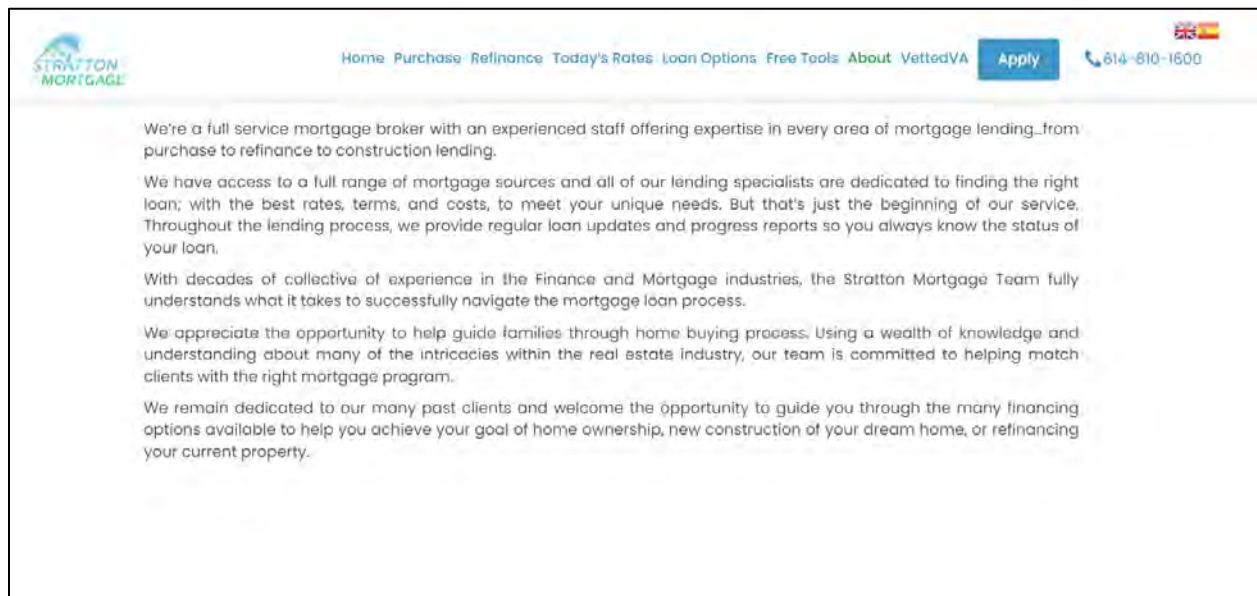 STRATTON
MORTGAGE
Home Purchase Refinance Today's Rates Loan Options Free Tools About VettedVA Apply 614-810-1600
We're a full service mortgage broker with an experienced staff offering expertise in every area of mortgage lending...from
purchase to refinance to construction lending.
We have access to a full range of mortgage sources and all of our lending specialists are dedicated to finding the right
loan; with the best rates, terms, and costs, to meet your unique needs. But that's just the beginning of our service.
Throughout the lending process, we provide regular loan updates and progress reports so you always know the status of
your loan.
With decades of collective of experience in the Finance and Mortgage industries, the Stratton Mortgage Team fully
understands what it takes to successfully navigate the mortgage loan process.
We appreciate the opportunity to help guide families through home buying process. Using a wealth of knowledge and
understanding about many of the intricacies within the real estate industry, our team is committed to helping match
clients with the right mortgage program.
We remain dedicated to our many past clients and welcome the opportunity to guide you through the many financing
options available to help you achieve your goal of home ownership, new construction of your dream home, or refinancing
your current property.